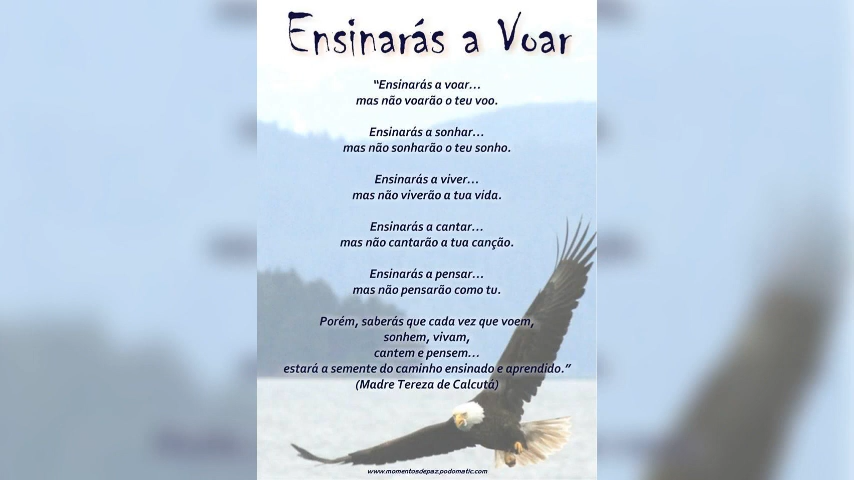 Ensinarás a Voar
"Ensinarás a voar...
mas não voarão o teu voo.
Ensinarás a sonhar...
mas não sonharão o teu sonho.
Ensinarás a viver...
mas não viverão a tua vida.
Ensinarás a cantar...
mas não cantarão a tua canção.
Ensinarás a pensar...
mas não pensarão como tu.
Porém, saberás que cada vez que voem,
sonhem, vivam,
cantem e pensem...
estará a semente do caminho ensinado e aprendido."
(Madre Tereza de Calcutá)
www.momentosdepaz.podomatic.com